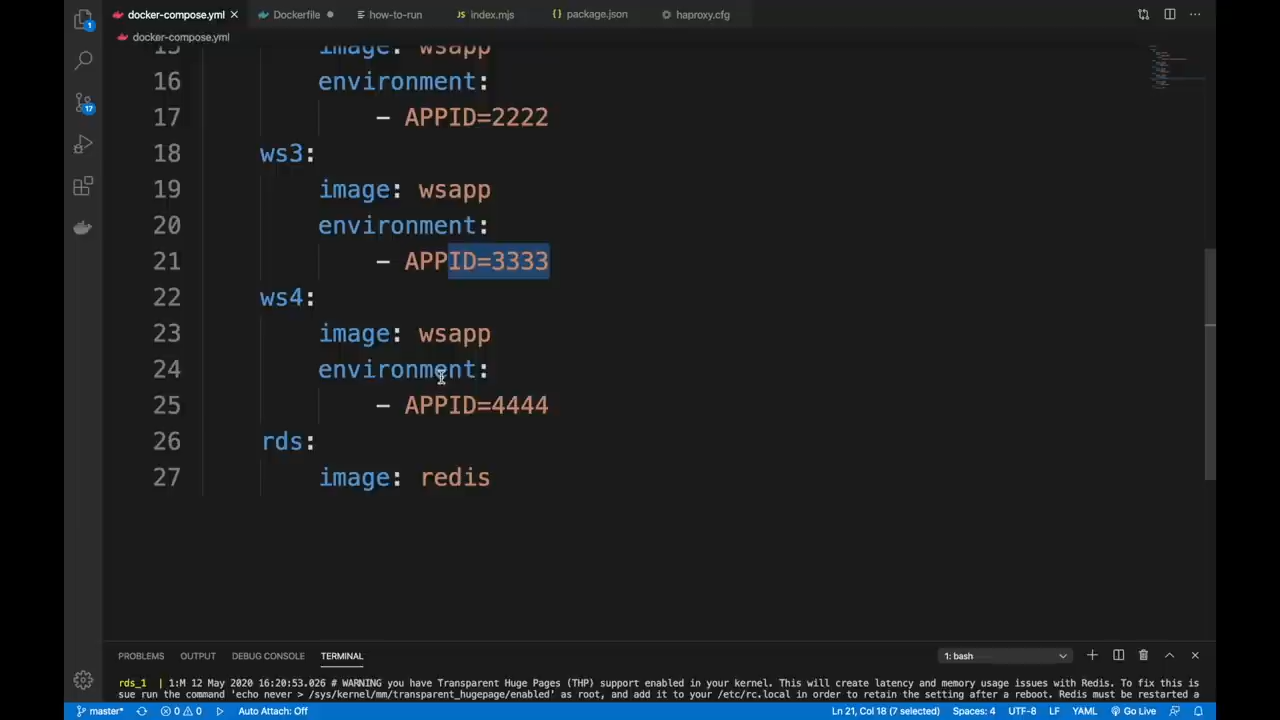 docker-compose.yml
Dockerfile
how-to-run
index.mjs
package.json
haproxy.cfg
docker-compose.yml
15 image: wsapp
16 environment:
17 - APPID=2222
18 ws3:
19 image: wsapp
20 environment:
21 - APPID=3333
22 ws4:
23 image: wsapp
24 environment:
25 - APPID=4444
26 rds:
27 image: redis
1
17
PROBLEMS OUTPUT DEBUG CONSOLE TERMINAL 1: bash
rds_1 | 1:M 12 May 2020 16:20:53.026 # WARNING you have Transparent Huge Pages (THP) support enabled in your kernel. This will create latency and memory usage issues with Redis. To fix this is
sue run the command 'echo never > /sys/kernel/mm/transparent_hugepage/enabled' as root, and add it to your /etc/rc.local in order to retain the setting after a reboot. Redis must be restarted a
master* 0 0 Auto Attach: Off Ln 21, Col 18 (7 selected) Spaces: 4 UTF-8 LF YAML Go Live